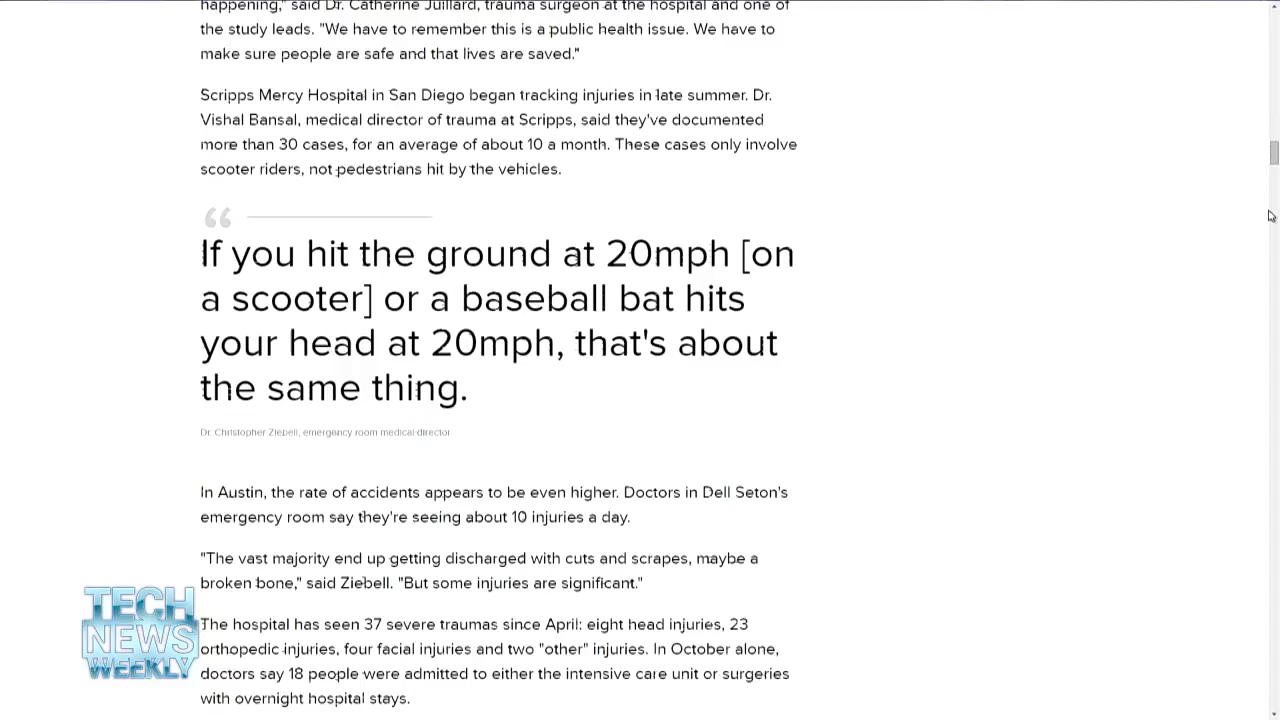 happening," said Dr. Catherine Juillard, trauma surgeon at the hospital and one of
the study leads. "We have to remember this is a public health issue. We have to
make sure people are safe and that lives are saved."
Scripps Mercy Hospital in San Diego began tracking injuries in late summer. Dr.
Vishal Bansal, medical director of trauma at Scripps, said they've documented
more than 30 cases, for an average of about 10 a month. These cases only involve
scooter riders, not pedestrians hit by the vehicles.
“
If you hit the ground at 20mph [on
a scooter] or a baseball bat hits
your head at 20mph, that's about
the same thing.
Dr. Christopher Ziebell, emergency room medical director
In Austin, the rate of accidents appears to be even higher. Doctors in Dell Seton's
emergency room say they're seeing about 10 injuries a day.
"The vast majority end up getting discharged with cuts and scrapes, maybe a
broken bone," said Ziebell. "But some injuries are significant."
The hospital has seen 37 severe traumas since April: eight head injuries, 23
orthopedic injuries, four facial injuries and two "other" injuries. In October alone,
doctors say 18 people were admitted to either the intensive care unit or surgeries
with overnight hospital stays.
TECH
NEWS
WEEKLY